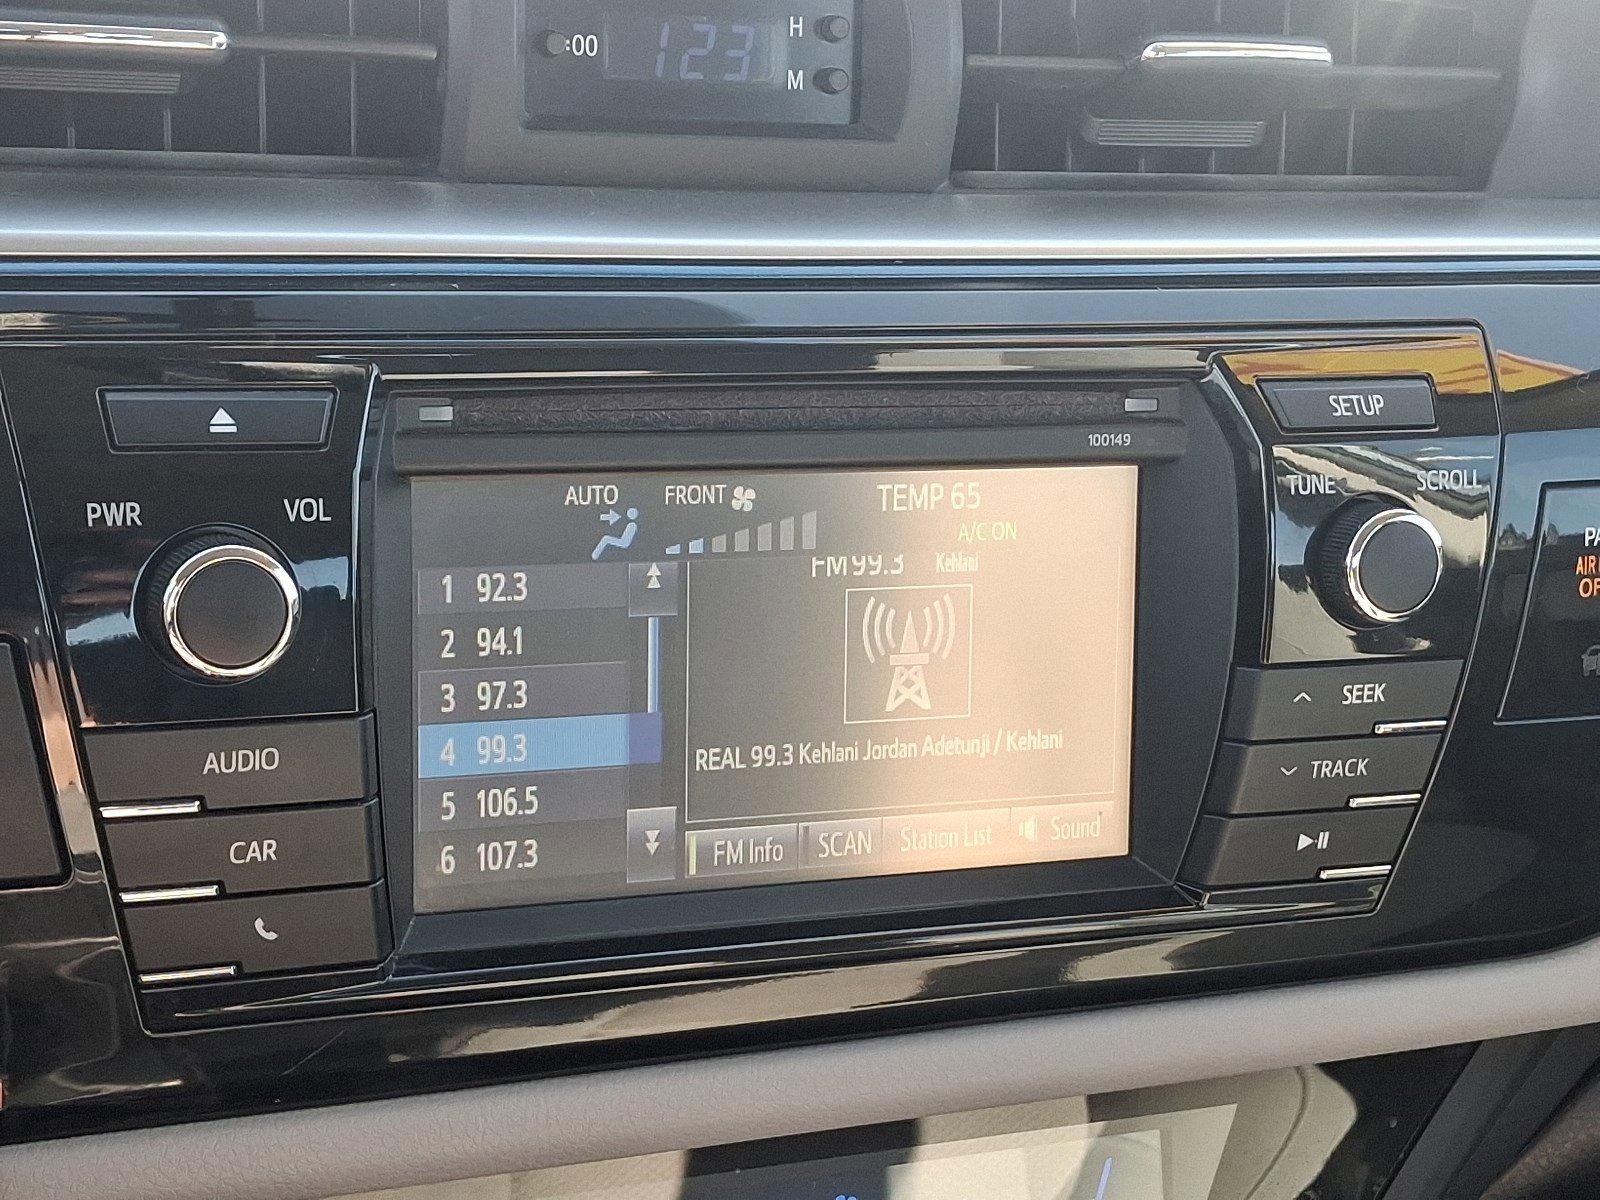 :00
123
H
M
SETUP
100149
PWR
VOL
TUNE
SCROLL
AUTO
FRONT
TEMP 65
A/C ON
FM 99.3 Kehlani
1 92.3
2 94.1
3 97.3
4 99.3
5 106.5
6 107.3
REAL 99.3 Kehlani Jordan Adetunji / Kehlani
FM Info
SCAN
Station List
Sound
AUDIO
CAR
SEEK
TRACK
AIR